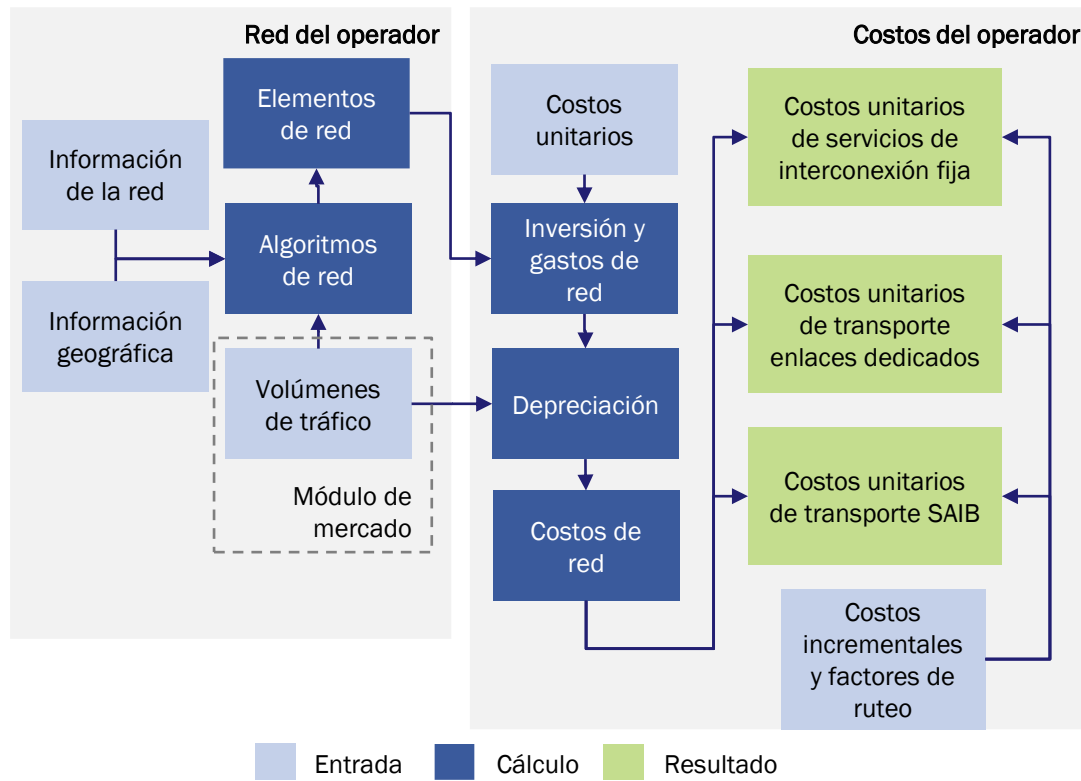 Red del operador
Elementos
de red
Información
de la red
Algoritmos
de red
Información
geográfica
Volúmenes
de tráfico
Módulo de
mercado
Costos del operador
Costos
unitarios
Inversión y
gastos de
red
Depreciación
Costos de
red
Costos unitarios
de servicios de
interconexión fija
Costos unitarios
de transporte
enlaces dedicados
Costos unitarios
de transporte SAIB
Costos
incrementales
y factores de
ruteo
Entrada
Cálculo
Resultado